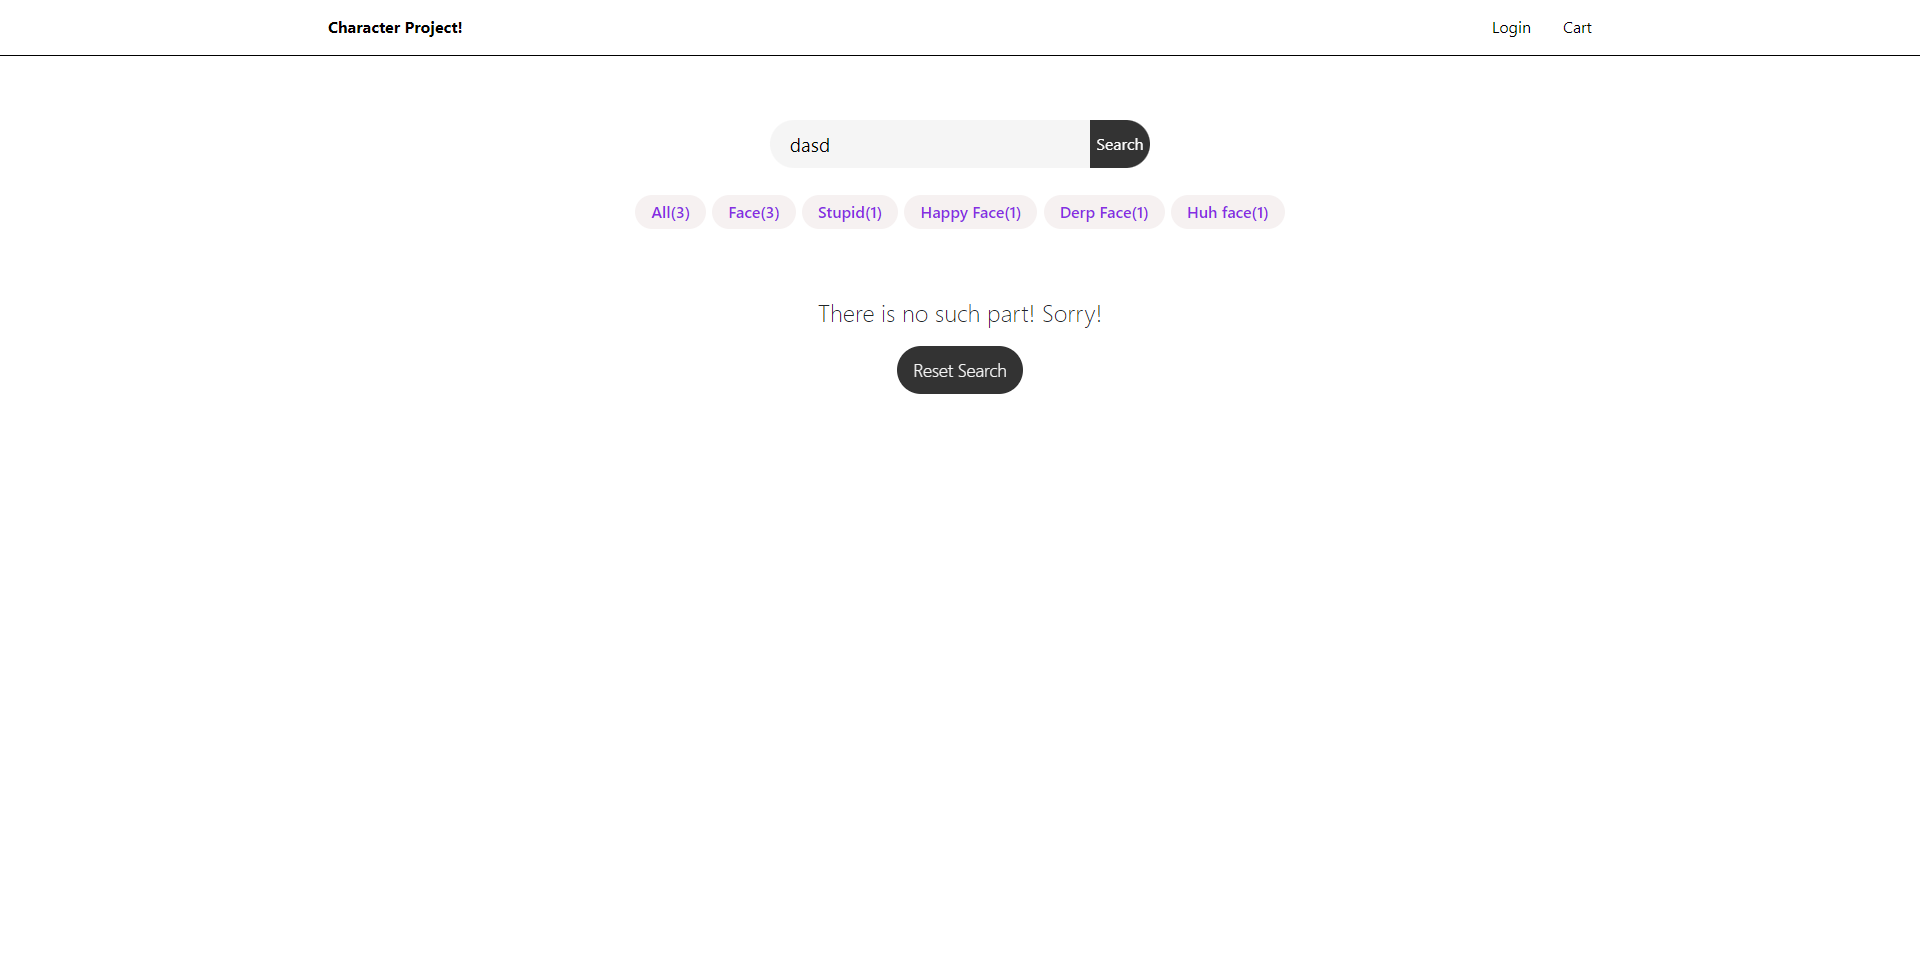 Character Project! Login Cart
dasd Search
All(3) Face(3) Stupid(1) Happy Face(1) Derp Face(1) Huh face(1)
There is no such part! Sorry!
Reset Search